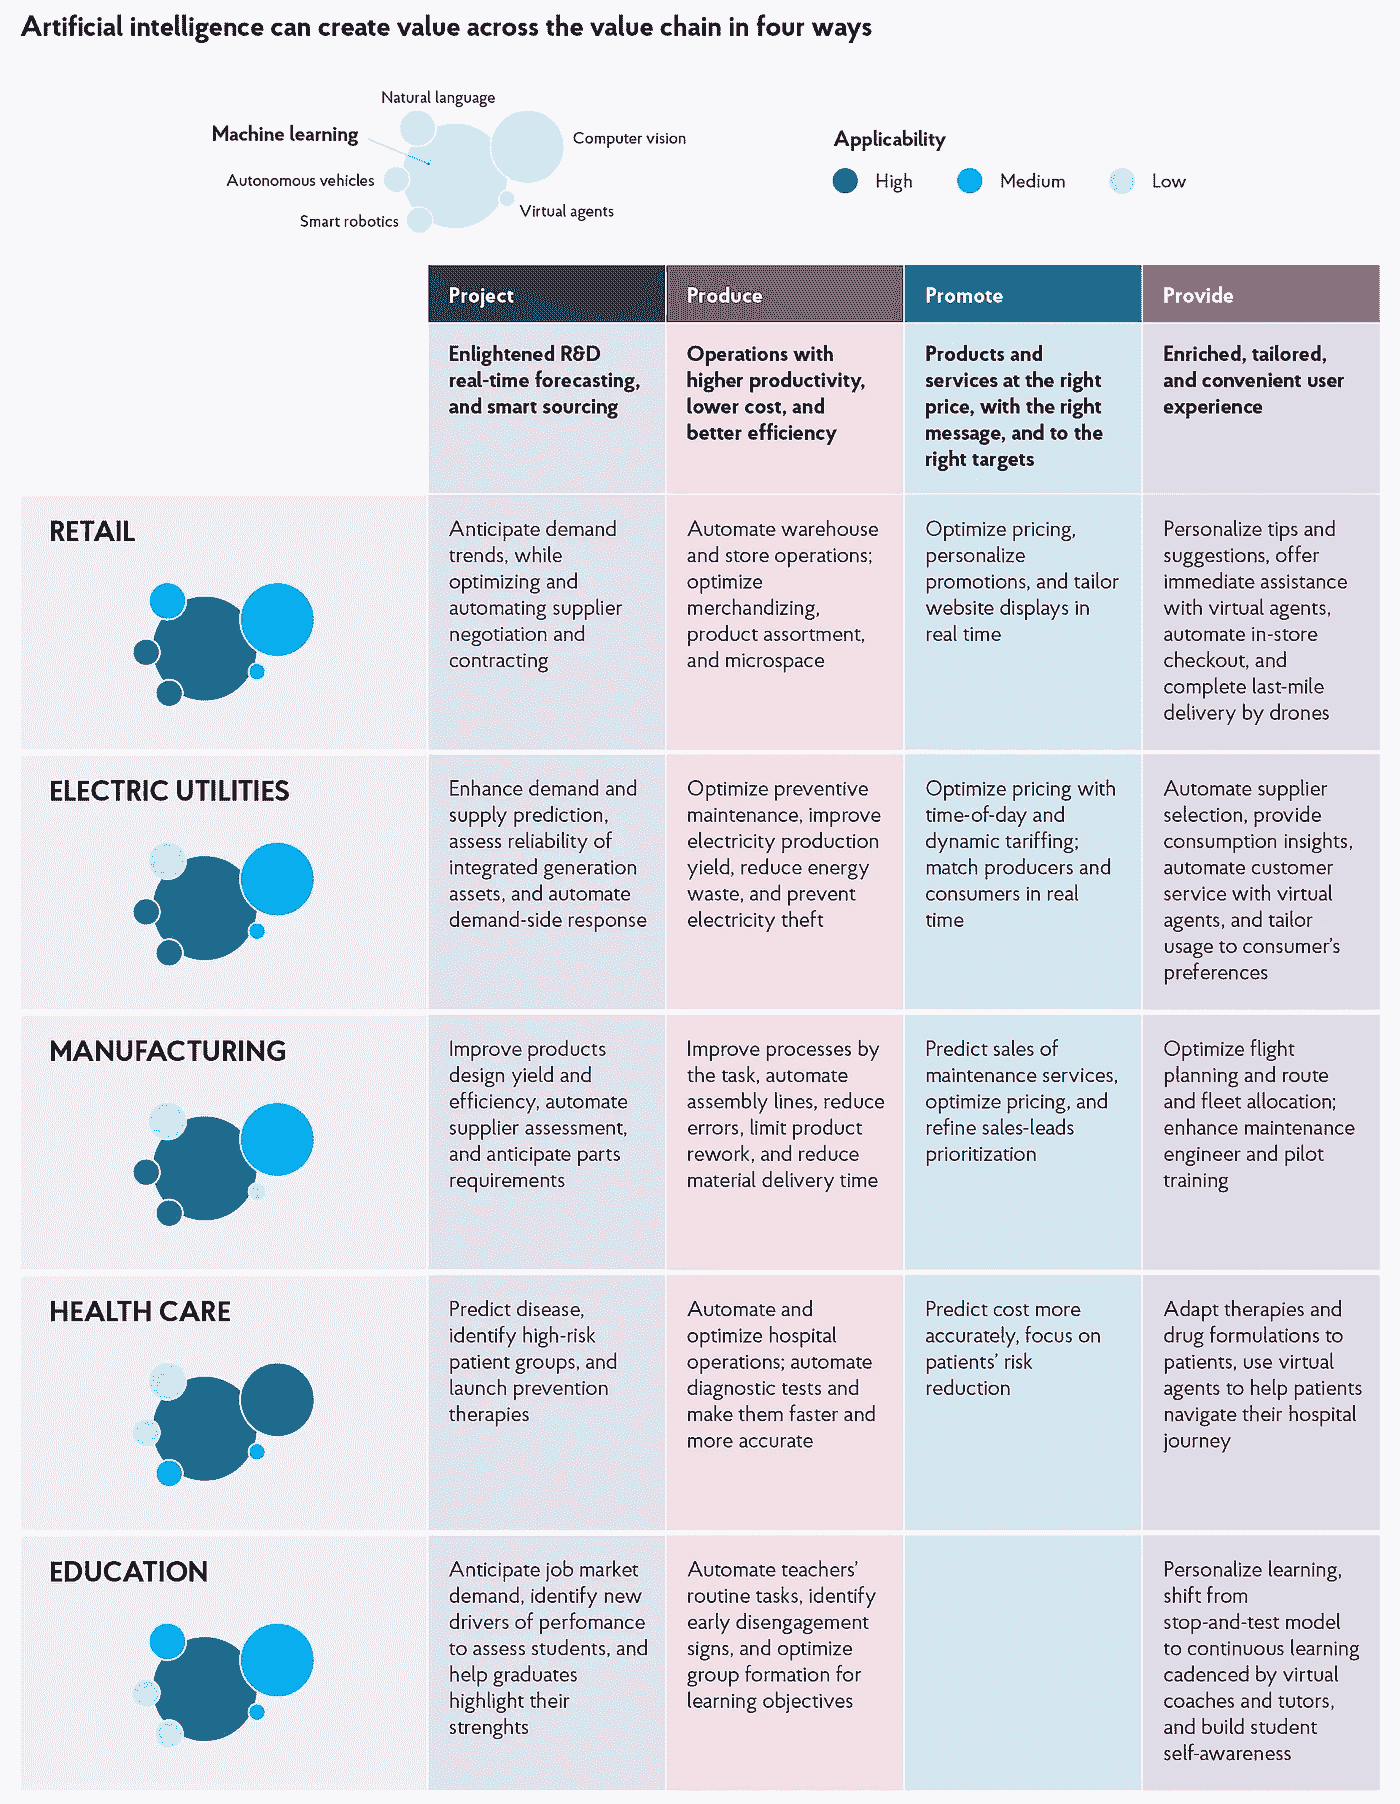 Artificial intelligence can create value across the value chain in four ways
Natural language
Machine learning
Computer vision
Autonomous vehicles
Virtual agents
Smart robotics
Applicability
High
Medium
Low
Project
Produce
Promote
Provide
Enlightened R&D
real-time forecasting,
and smart sourcing
Operations with
higher productivity,
lower cost, and
better efficiency
Products and
services at the right
price, with the right
message, and to the
right targets
Enriched, tailored,
and convenient user
experience
RETAIL
Anticipate demand
trends, while
optimizing and
automating supplier
negotiation and
contracting
Automate warehouse
and store operations;
optimize
merchandizing,
product assortment,
and microspace
Optimize pricing,
personalize
promotions, and tailor
website displays in
real time
Personalize tips and
suggestions, offer
immediate assistance
with virtual agents,
automate in-store
checkout, and
complete last-mile
delivery by drones
ELECTRIC UTILITIES
Enhance demand and
supply prediction,
assess reliability of
integrated generation
assets, and automate
demand-side response
Optimize preventive
maintenance, improve
electricity production
yield, reduce energy
waste, and prevent
electricity theft
Optimize pricing with
time-of-day and
dynamic tariffing;
match producers and
consumers in real
time
Automate supplier
selection, provide
consumption insights,
automate customer
service with virtual
agents, and tailor
usage to consumer’s
preferences
MANUFACTURING
Improve products
design yield and
efficiency, automate
supplier assessment,
and anticipate parts
requirements
Improve processes by
the task, automate
assembly lines, reduce
errors, limit product
rework, and reduce
material delivery time
Predict sales of
maintenance services,
optimize pricing, and
refine sales-leads
prioritization
Optimize flight
planning and route
and fleet allocation;
enhance maintenance
engineer and pilot
training
HEALTH CARE
Predict disease,
identify high-risk
patient groups, and
launch prevention
therapies
Automate and
optimize hospital
operations; automate
diagnostic tests and
make them faster and
more accurate
Predict cost more
accurately, focus on
patients’ risk
reduction
Adapt therapies and
drug formulations to
patients, use virtual
agents to help patients
navigate their hospital
journey
EDUCATION
Anticipate job market
demand, identify new
drivers of perfomance
to assess students, and
help graduates
highlight their
strenghts
Automate teachers’
routine tasks, identify
early disengagement
signs, and optimize
group formation for
learning objectives
Personalize learning,
shift from
stop-and-test model
to continuous learning
cadenced by virtual
coaches and tutors,
and build student
self-awareness